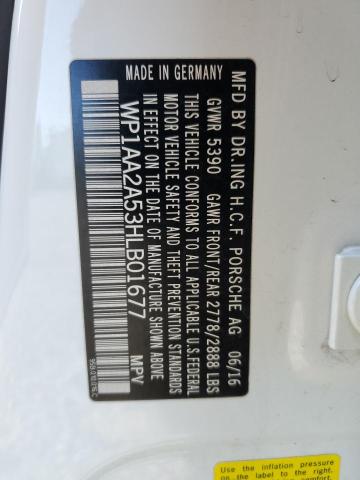 MFD BY DR.ING H.C.F. PORSCHE AG 06/16
GVWR 5390 GAWR FRONT/REAR 2778/2888 LBS
THIS VEHICLE CONFORMS TO ALL APPLICABLE U.S.FEDERAL
MOTOR VEHICLE SAFETY AND THEFT PREVENTION STANDARDS
IN EFFECT ON THE DATE OF MANUFACTURE SHOWN ABOVE
WP1AA2A53HLB01677 MPV
MADE IN GERMANY
Use the
on the label to the right.